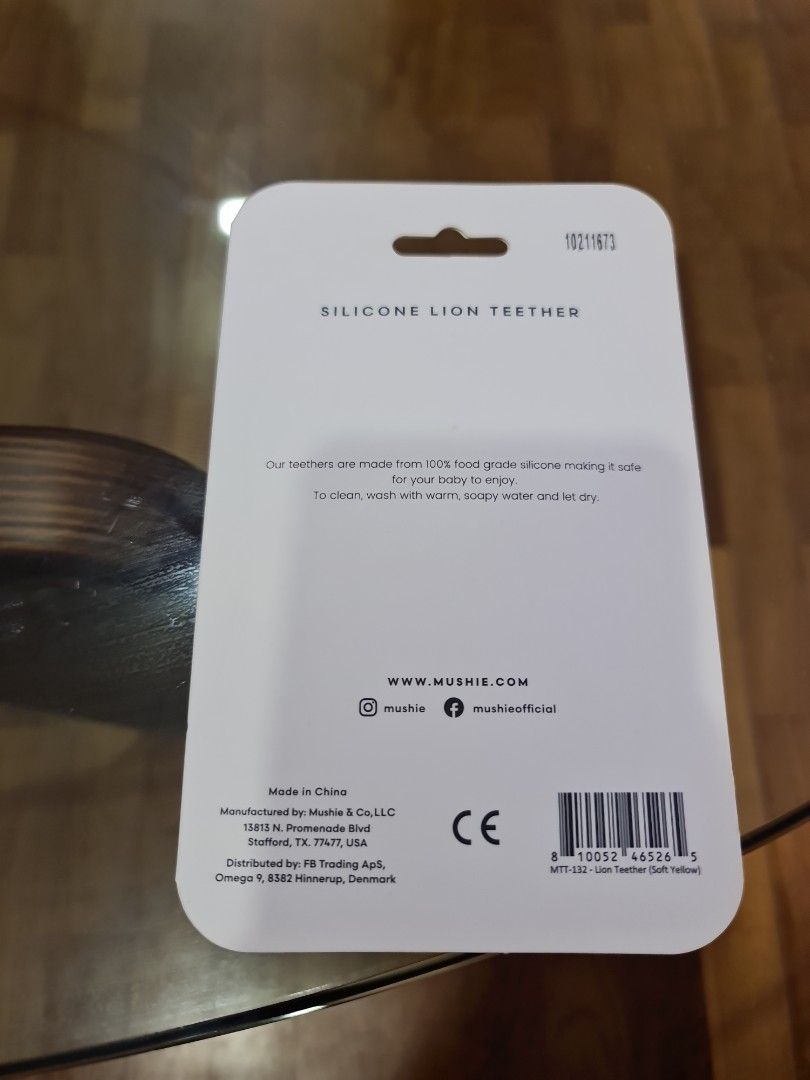 10211673
SILICONE LION TEETHER
Our teethers are made from 100% food grade silicone making it safe
for your baby to enjoy.
To clean, wash with warm, soapy water and let dry.
WWW.MUSHIE.COM
mushie mushieofficial
Made in China
Manufactured by: Mushie & Co,LLC
13813 N. Promenade Blvd
Stafford, TX. 77477, USA
Distributed by: FB Trading ApS,
Omega 9, 8382 Hinnerup, Denmark
CE
8 10052 46526 5
MTT-132 - Lion Teether (Soft Yellow)